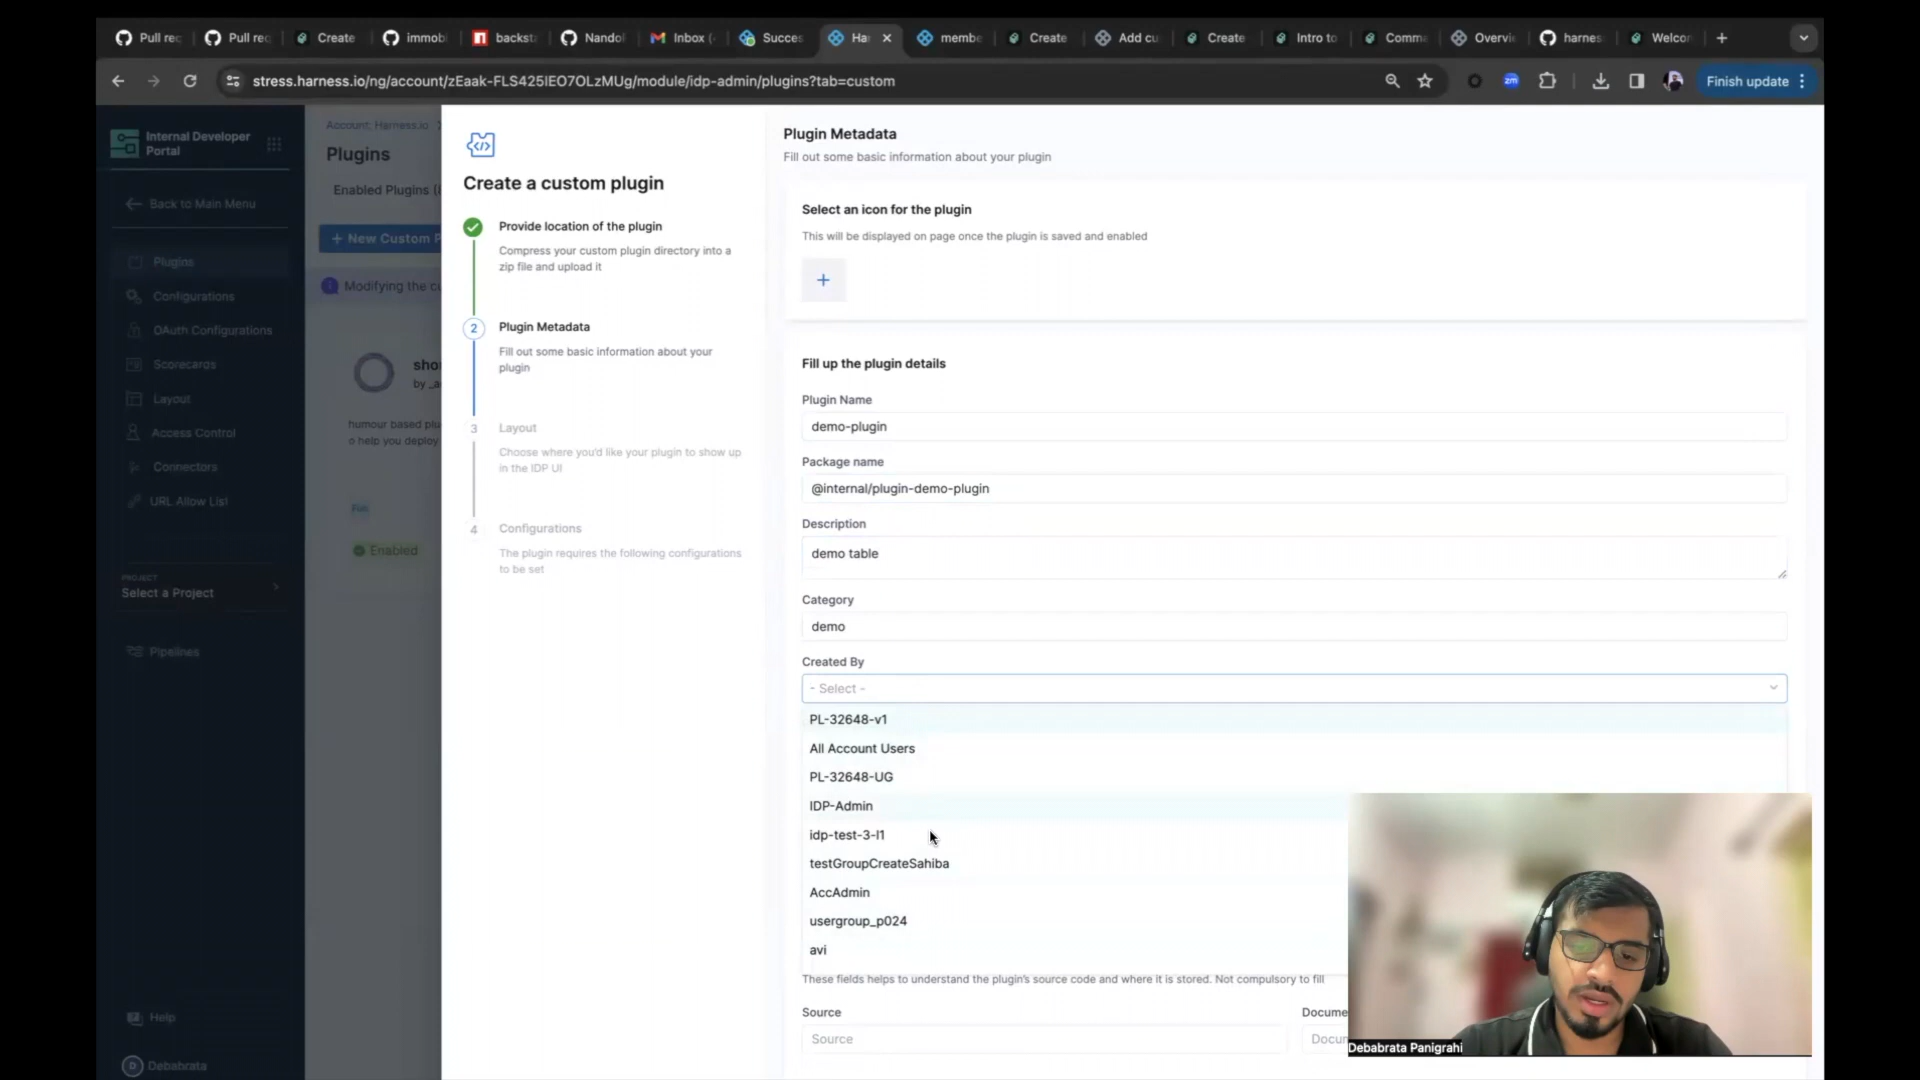 Pull rec
Pull rec
Create
immob
backsta
Nando
Inbox (
Succes
Ha
membe
Create
Add cu
Create
Intro to
Comma
Overvi
harnes
Welcon
stress.harness.io/ng/account/zEaak-FLS425IEO7OLzMUg/module/idp-admin/plugins?tab=custom
zm
Finish update
Internal Developer
Portal
Back to Main Menu
Plugins
Configurations
OAuth Configurations
Scorecards
Layout
Access Control
Connectors
URL Allow List
PROJECT
Select a Project
Pipelines
Help
D Debabrata
Account: Harness.io
Plugins
Enabled Plugins (
+ New Custom P
Modifying the cu
sho
by _a
humour based plu
o help you deploy
Enabled
Create a custom plugin
Provide location of the plugin
Compress your custom plugin directory into a
zip file and upload it
2 Plugin Metadata
Fill out some basic information about your
plugin
3 Layout
Choose where you'd like your plugin to show up
in the IDP UI
4 Configurations
The plugin requires the following configurations
to be set
Plugin Metadata
Fill out some basic information about your plugin
Select an icon for the plugin
This will be displayed on page once the plugin is saved and enabled
+
Fill up the plugin details
Plugin Name
demo-plugin
Package name
@internal/plugin-demo-plugin
Description
demo table
Category
demo
Created By
- Select -
PL-32648-v1
All Account Users
PL-32648-UG
IDP-Admin
idp-test-3-l1
testGroupCreateSahiba
AccAdmin
usergroup_p024
avi
These fields helps to understand the plugin's source code and where it is stored. Not compulsory to fill
Source
Docume
Source
Docum
Debabrata Panigrahi